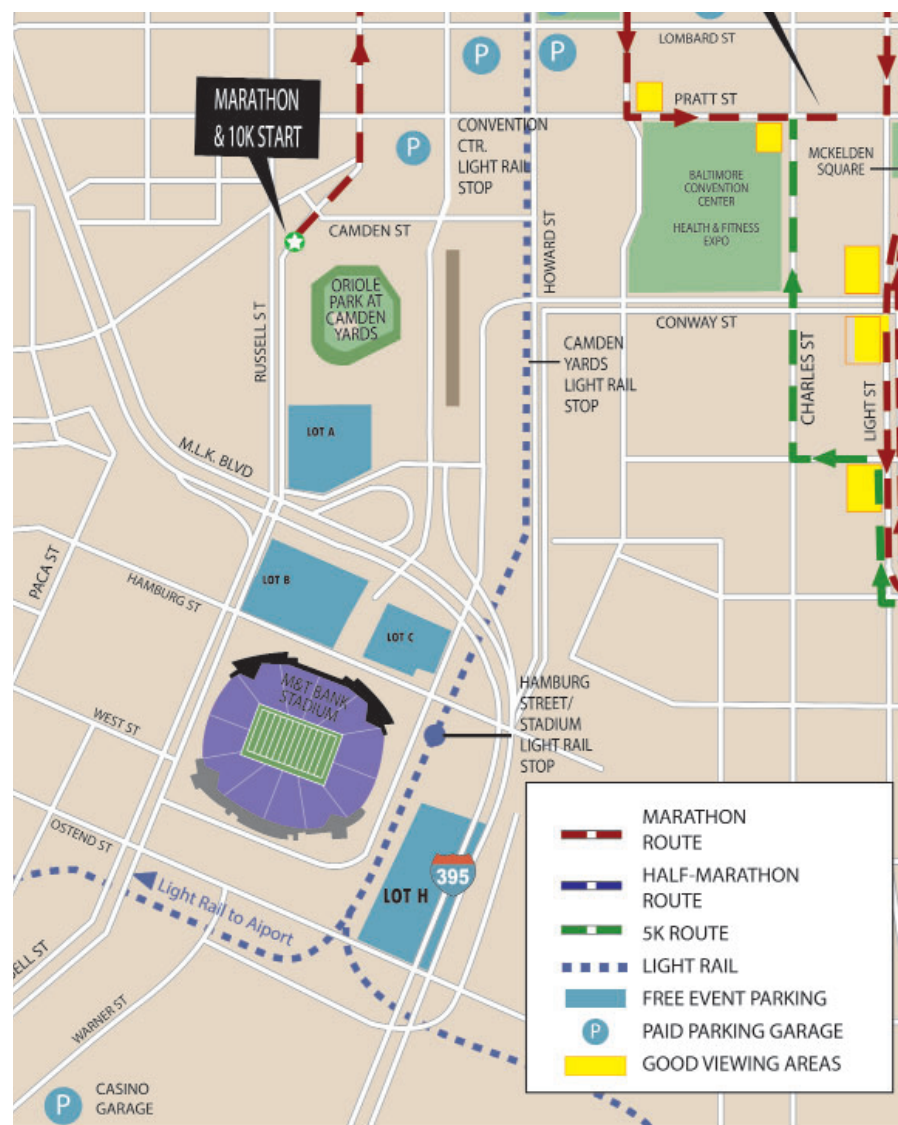 LOMBARD ST
P
P
MARATHON
& 10K START
PRATT ST
CONVENTION
CTR.
LIGHT RAIL
STOP
P
MCKELDEN
SQUARE
BALTIMORE
CONVENTION
CENTER
HEALTH & FITNESS
EXPO
CAMDEN ST
HOWARD ST
ORIOLE
PARK AT
CAMDEN
YARDS
RUSSELL ST
CONWAY ST
CAMDEN
YARDS
LIGHT RAIL
STOP
CHARLES ST
LIGHT ST
LOT A
M.L.K. BLVD
PACA ST
LOT B
HAMBURG ST
LOT C
M&T BANK
STADIUM
HAMBURG
STREET/
STADIUM
LIGHT RAIL
STOP
WEST ST
OSTEND ST
395
LOT H
Light Rail to Aiport
SELL ST
WARNER ST
P
CASINO
GARAGE
MARATHON
ROUTE
HALF-MARATHON
ROUTE
5K ROUTE
LIGHT RAIL
FREE EVENT PARKING
P
PAID PARKING GARAGE
GOOD VIEWING AREAS